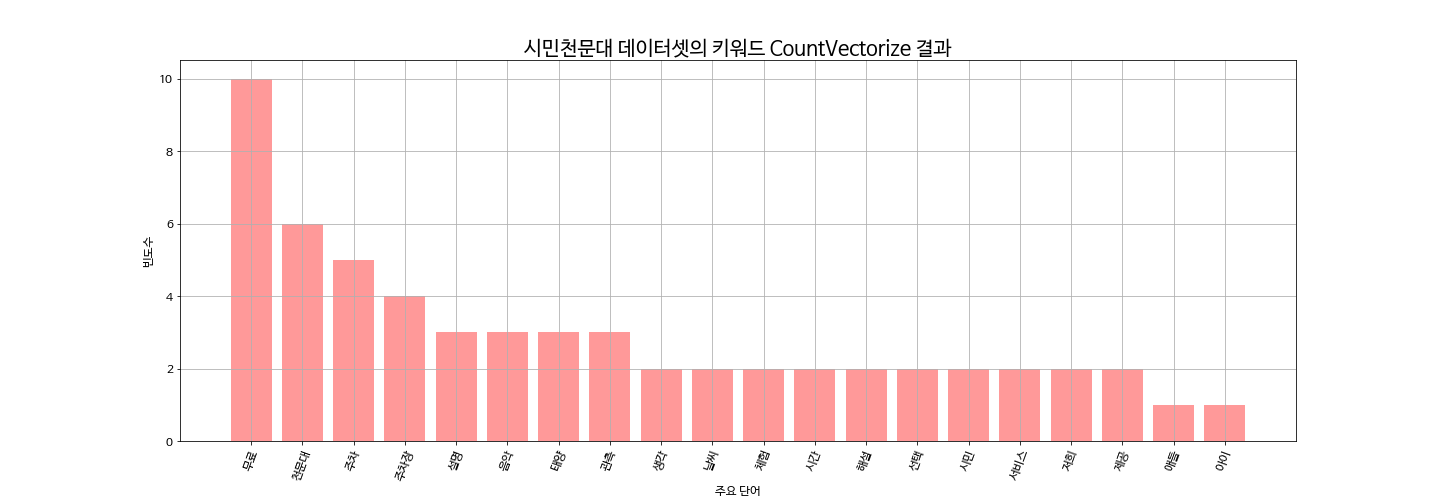 시민천문대 데이터셋의 키워드 CountVectorize 결과
10
8
6
4
2
0
빈도수
무료 천문대 주차 주차장 설명 음악 태양 관측 생각 날씨 체험 시간 해설 선택 시민 서비스 저희 제공 애들 아이
주요 단어